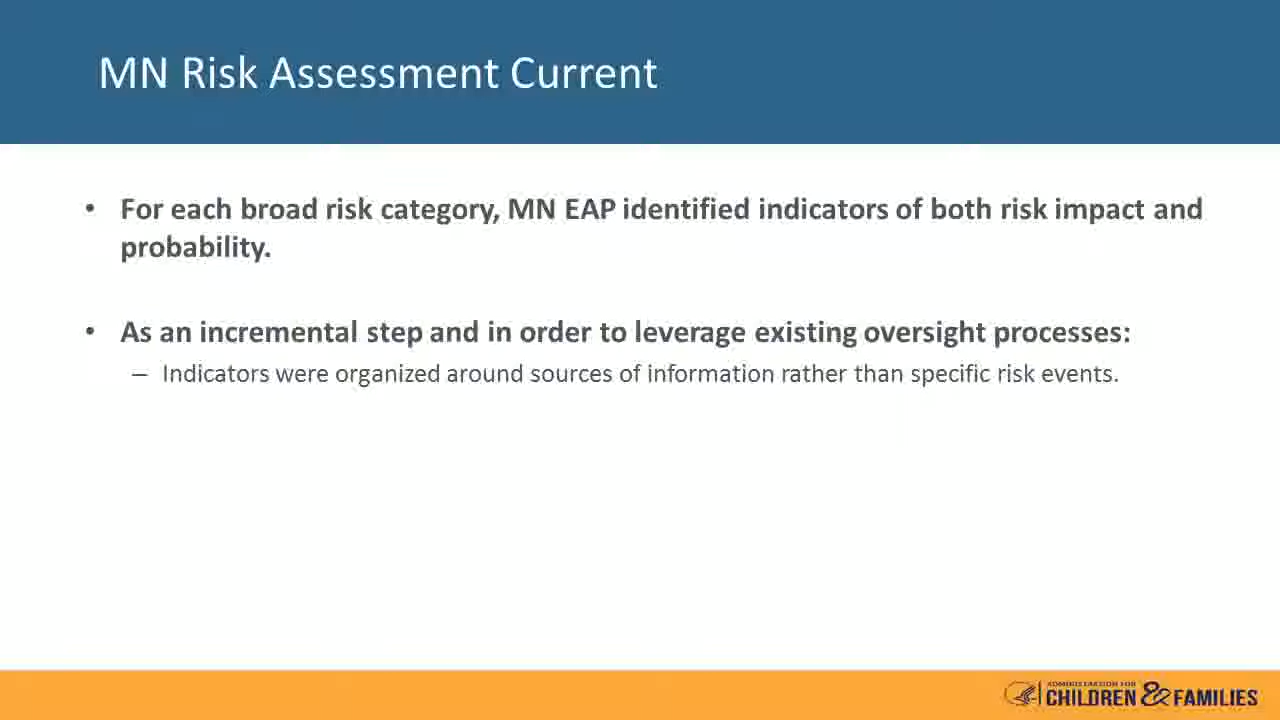 MN Risk Assessment Current
• For each broad risk category, MN EAP identified indicators of both risk impact and
probability.
• As an incremental step and in order to leverage existing oversight processes:
– Indicators were organized around sources of information rather than specific risk events.
ADMINISTRATION FOR
CHILDREN & FAMILIES